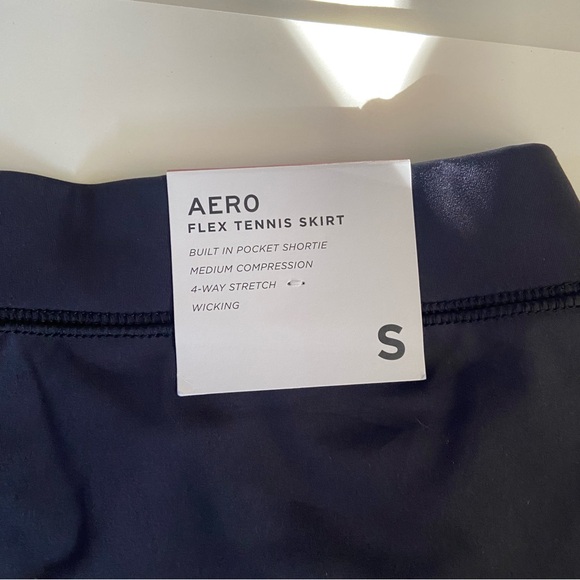 AERO
FLEX TENNIS SKIRT
BUILT IN POCKET SHORTIE
MEDIUM COMPRESSION
4-WAY STRETCH
WICKING
S